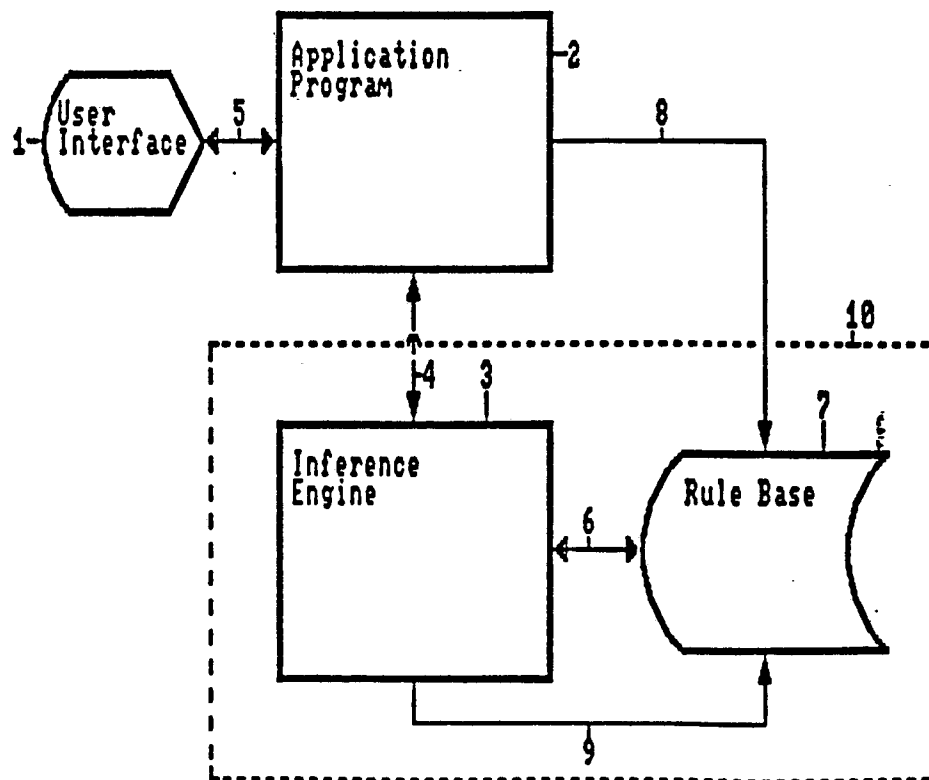 Application
Program
2
User
Interface
1
5
8
10
4
3
7
Inference
Engine
Rule Base
6
9